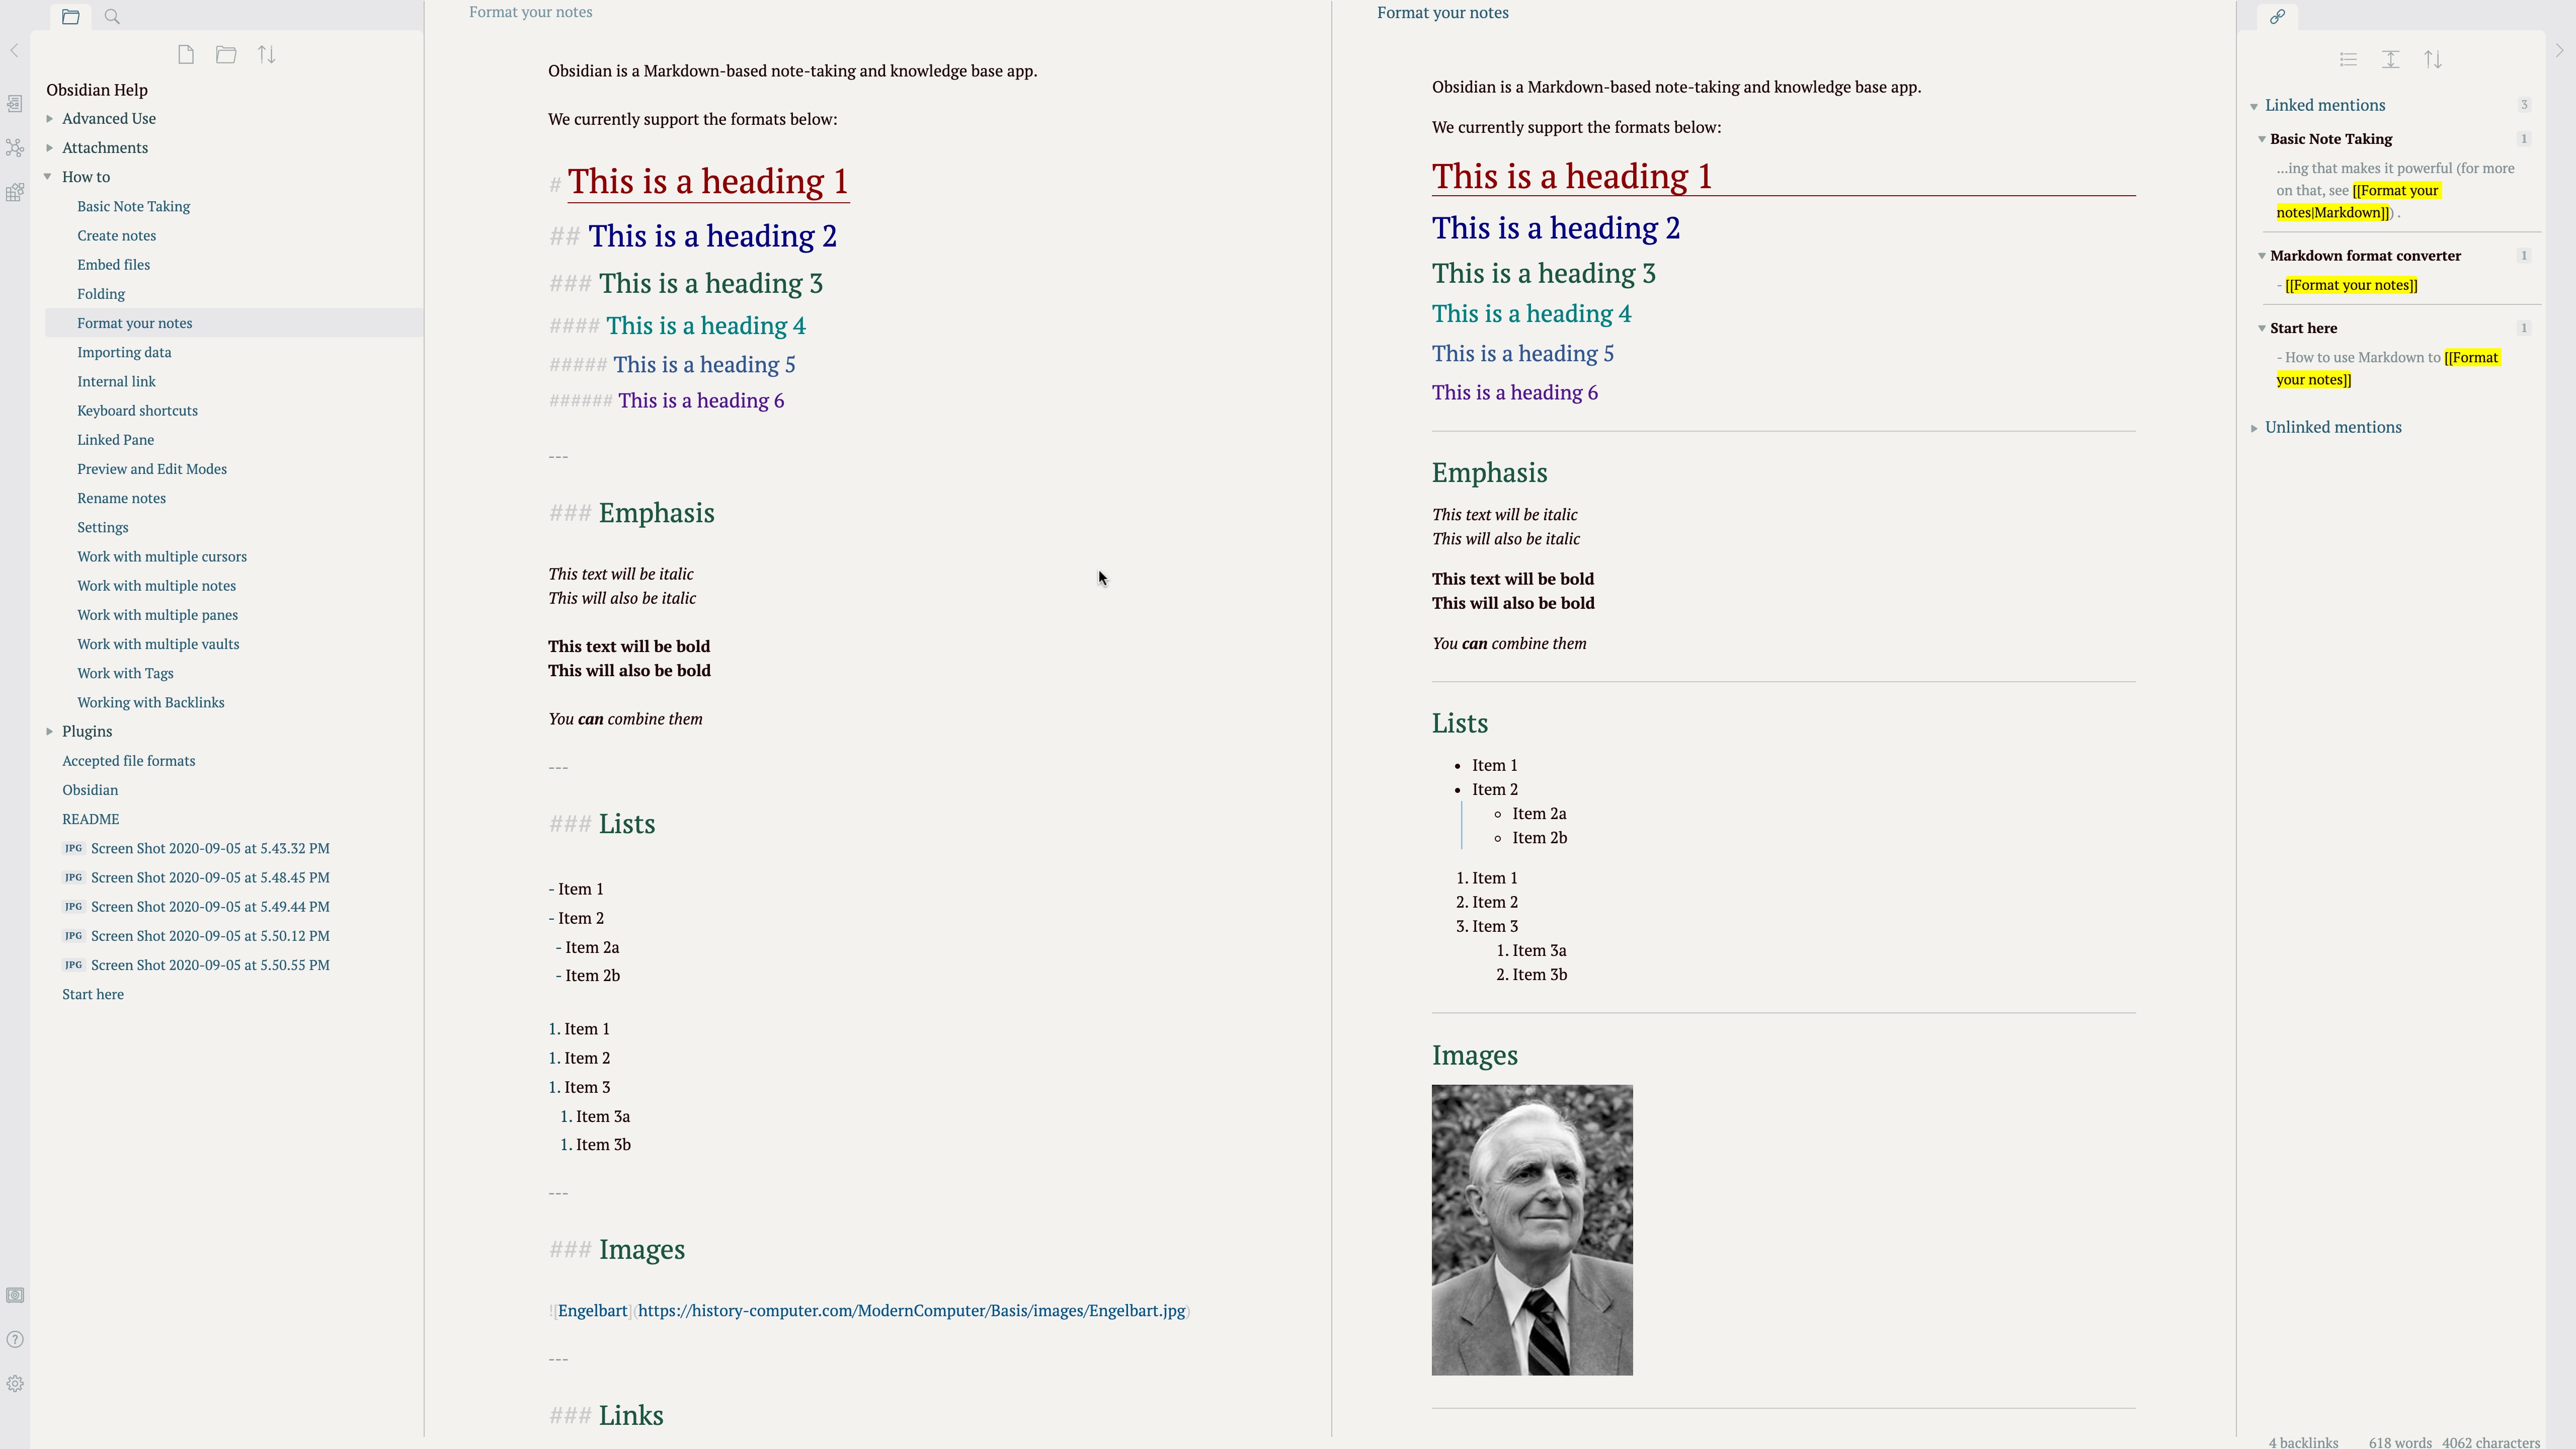 Obsidian Help
Advanced Use
Attachments
How to
Basic Note Taking
Create notes
Embed files
Folding
Format your notes
Importing data
Internal link
Keyboard shortcuts
Linked Pane
Preview and Edit Modes
Rename notes
Settings
Work with multiple cursors
Work with multiple notes
Work with multiple panes
Work with multiple vaults
Work with Tags
Working with Backlinks
Plugins
Accepted file formats
Obsidian
README
JPG Screen Shot 2020-09-05 at 5.43.32 PM
JPG Screen Shot 2020-09-05 at 5.48.45 PM
JPG Screen Shot 2020-09-05 at 5.49.44 PM
JPG Screen Shot 2020-09-05 at 5.50.12 PM
JPG Screen Shot 2020-09-05 at 5.50.55 PM
Start here
Format your notes
Obsidian is a Markdown-based note-taking and knowledge base app.
We currently support the formats below:
# This is a heading 1
## This is a heading 2
### This is a heading 3
#### This is a heading 4
##### This is a heading 5
###### This is a heading 6
---
### Emphasis
This text will be italic
This will also be italic
This text will be bold
This will also be bold
You can combine them
---
### Lists
- Item 1
- Item 2
- Item 2a
- Item 2b
1. Item 1
1. Item 2
1. Item 3
1. Item 3a
1. Item 3b
---
### Images
![Engelbart](https://history-computer.com/ModernComputer/Basis/images/Engelbart.jpg)
---
### Links
Format your notes
Obsidian is a Markdown-based note-taking and knowledge base app.
We currently support the formats below:
This is a heading 1
This is a heading 2
This is a heading 3
This is a heading 4
This is a heading 5
This is a heading 6
Emphasis
This text will be italic
This will also be italic
This text will be bold
This will also be bold
You can combine them
Lists
• Item 1
• Item 2
◦ Item 2a
◦ Item 2b
1. Item 1
2. Item 2
3. Item 3
1. Item 3a
2. Item 3b
Images
Linked mentions 3
Basic Note Taking 1
...ing that makes it powerful (for more
on that, see [[Format your
notes|Markdown]]) .
Markdown format converter 1
- [[Format your notes]]
Start here 1
- How to use Markdown to [[Format
your notes]]
Unlinked mentions
4 backlinks 618 words 4062 characters